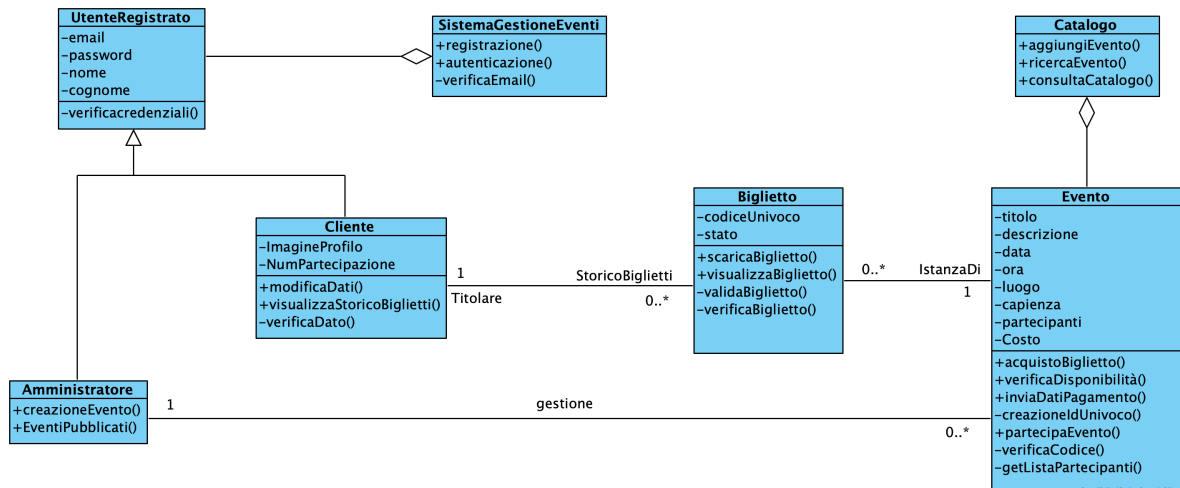 UtenteRegistrato
-email
-password
-nome
-cognome
-verificacredenziali()
SistemaGestioneEventi
+registrazione()
+autenticazione()
-verificaEmail()
Catalogo
+aggiungiEvento()
+ricercaEvento()
+consultaCatalogo()
Cliente
-ImagineProfilo
-NumPartecipazione
+modificaDati()
+visualizzaStoricoBiglietti()
-verificaDato()
1
Titolare
StoricoBiglietti
0..*
Biglietto
-codiceUnivoco
-stato
+scaricaBiglietto()
+visualizzaBiglietto()
-validaBiglietto()
-verificaBiglietto()
0..*
IstanzaDi
1
Evento
-titolo
-descrizione
-data
-ora
-luogo
-capienza
-partecipanti
-Costo
+acquistoBiglietto()
+verificaDisponibilità()
+inviaDatiPagamento()
-creazioneIdUnivoco()
+partecipaEvento()
-verificaCodice()
-getListaPartecipanti()
Amministratore
+creazioneEvento()
+EventiPubblicati()
1
gestione
0..*